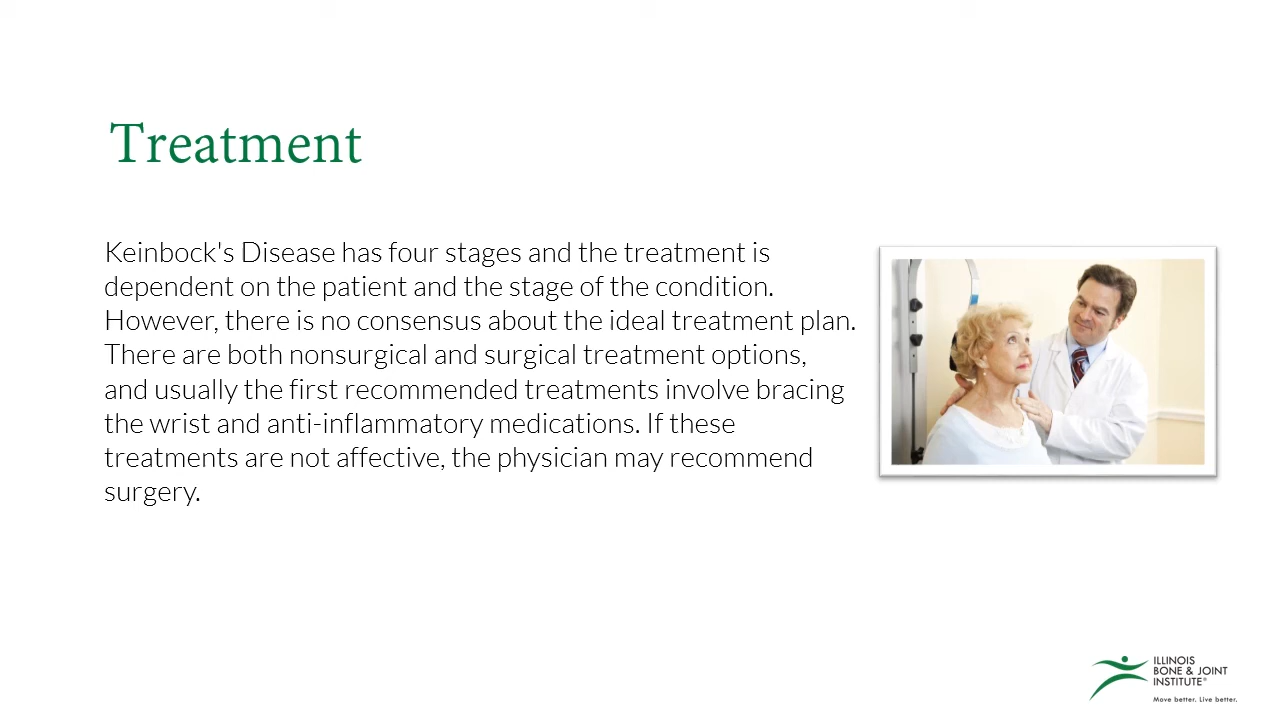 Treatment
Keinbock's Disease has four stages and the treatment is
dependent on the patient and the stage of the condition.
However, there is no consensus about the ideal treatment plan.
There are both nonsurgical and surgical treatment options,
and usually the first recommended treatments involve bracing
the wrist and anti-inflammatory medications. If these
treatments are not affective, the physician may recommend
surgery.
ILLINOIS
BONE & JOINT
INSTITUTE®
Move better. Live better.